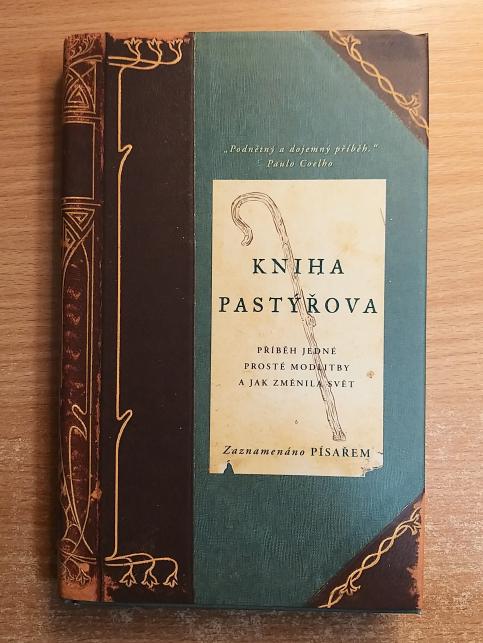 „Podnětný a dojemný příběh.“
Paulo Coelho
KNIHA
PASTÝŘOVA
PŘÍBĚH JEDNÉ
PROSTÉ MODLITBY
A JAK ZMĚNILA SVĚT
Zaznamenáno PÍSAŘEM